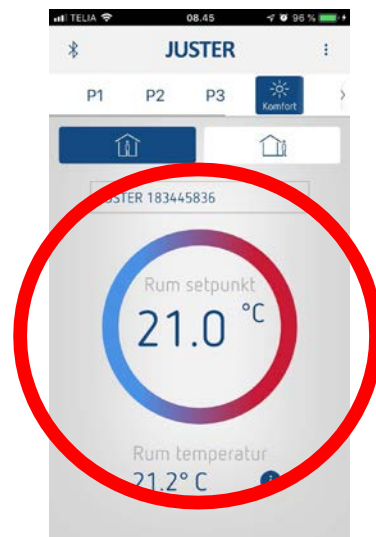 TELIA 08.45 96 %
JUSTER
P1 P2 P3 Komfort
JUSTER 183445836
Rum setpunkt
21.0 °C
Rum temperatur
21.2° C